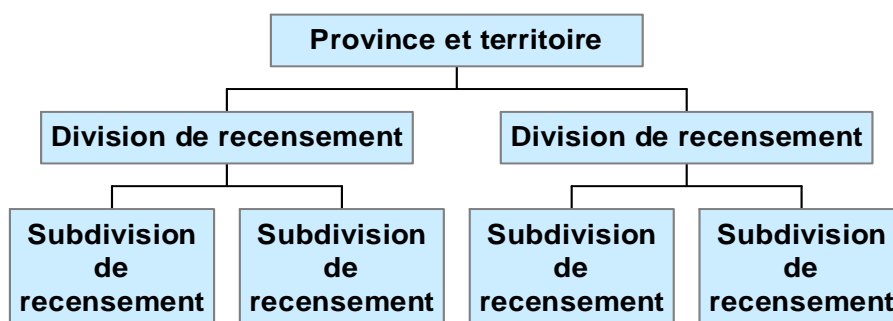 Province et territoire
Division de recensement
Division de recensement
Subdivision
de
recensement
Subdivision
de
recensement
Subdivision
de
recensement
Subdivision
de
recensement